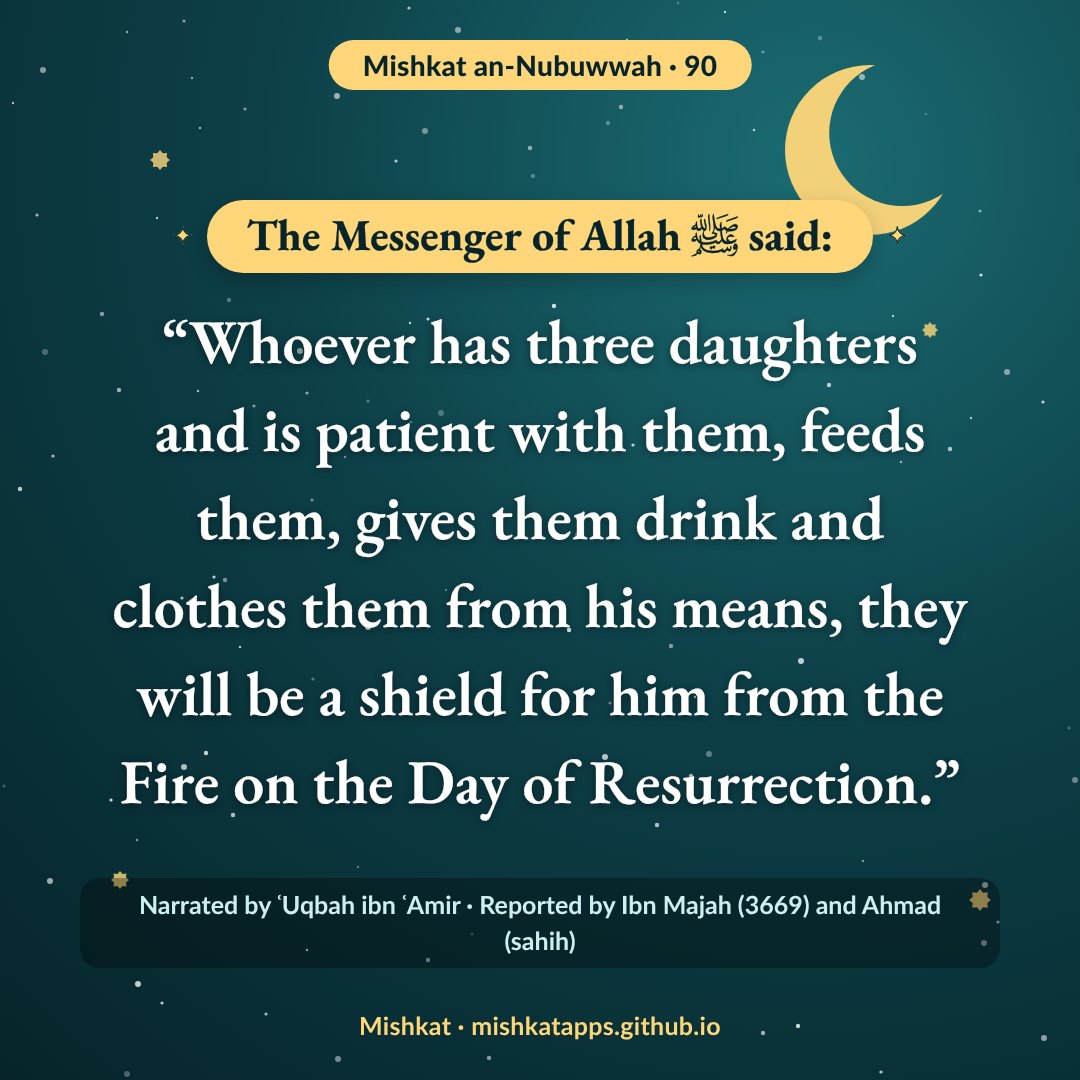 Mishkat an-Nubuwwah · 90
The Messenger of Allah ﷺ said:
“Whoever has three daughters
and is patient with them, feeds
them, gives them drink and
clothes them from his means, they
will be a shield for him from the
Fire on the Day of Resurrection.”
Narrated by ʿUqbah ibn ʿAmir · Reported by Ibn Majah (3669) and Ahmad
(sahih)
Mishkat · mishkatapps.github.io